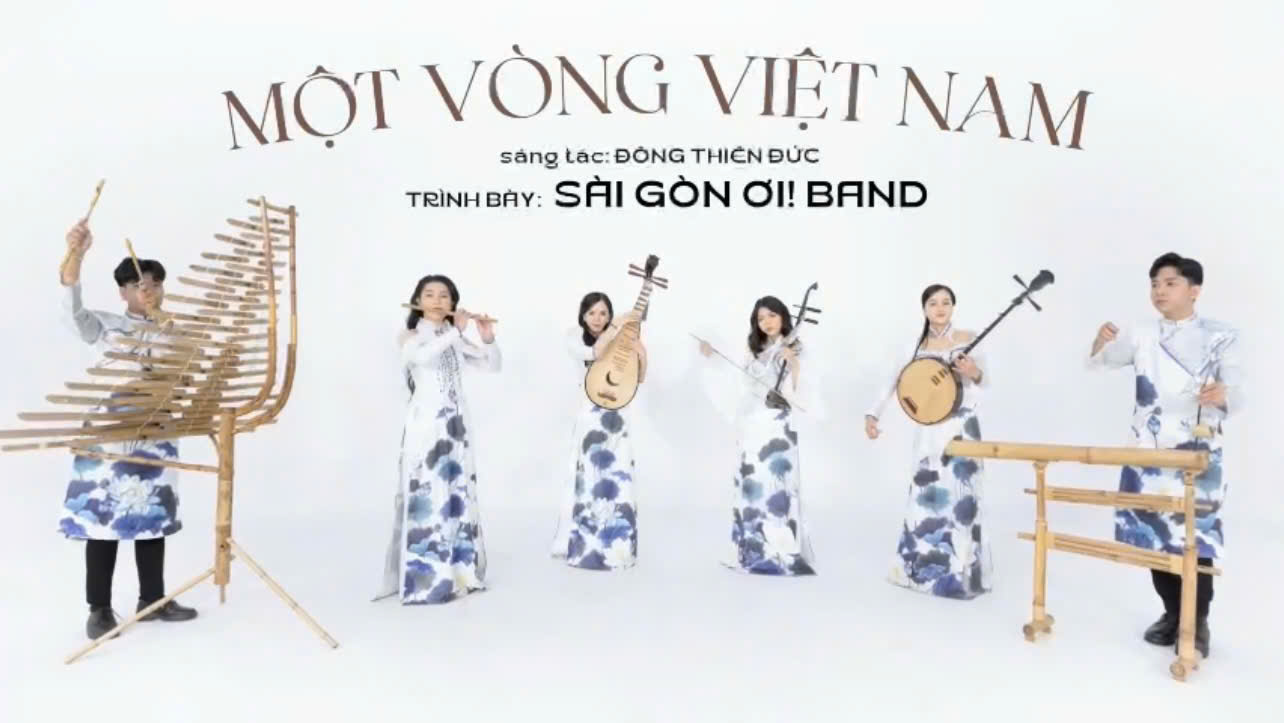 MỘT VÒNG VIỆT NAM
sáng tác: ĐÔNG THIÊN ĐỨC
TRÌNH BÀY: SÀI GÒN ƠI! BAND